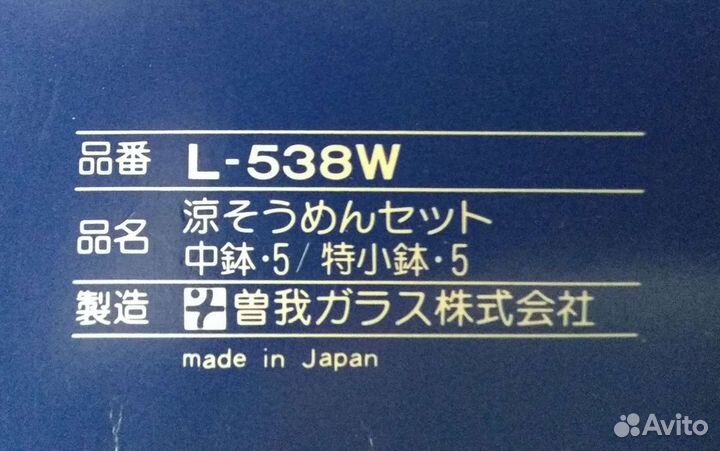 品番 L-538W
品名 涼そうめんセット
中鉢・5/特小鉢・5
製造 曽我ガラス株式会社
made in Japan
Avito